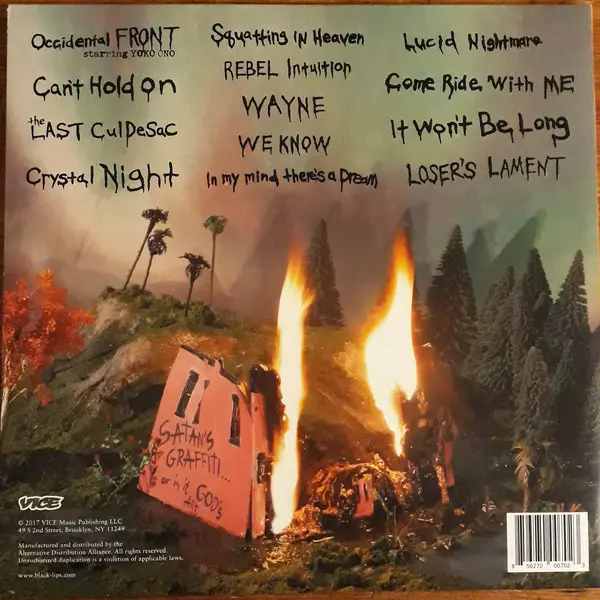 Occidental FRONT
starring YOKO ONO
Can't Hold on
the LAST CulDeSac
Crystal Night
Squatting IN Heaven
REBEL Intuition
WAYNE
WE KNOW
In my mind there's a Dream
Lucid Nightmare
Come Ride With ME
It Won't Be Long
LOSER'S LAMENT
SATAN'S
GRAFFITI...
or is it GOD'S
VICE
© 2017 VICE Music Publishing LLC
49 S 2nd Street, Brooklyn, NY 11249
Manufactured and distributed by the
Alternative Distribution Alliance. All rights reserved.
Unauthorized duplication is a violation of applicable laws.
www.black-lips.com
8 56270 00702 3